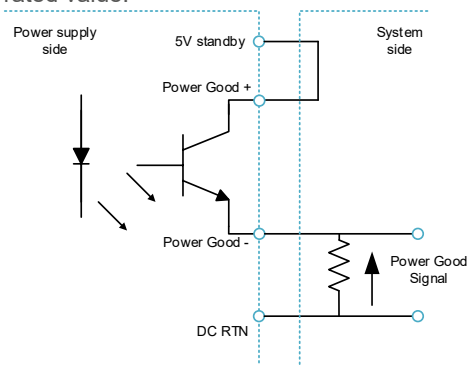 rated value.
Power supply
side
System
side
5V standby
Power Good +
Power Good -
Power Good
Signal
DC RTN